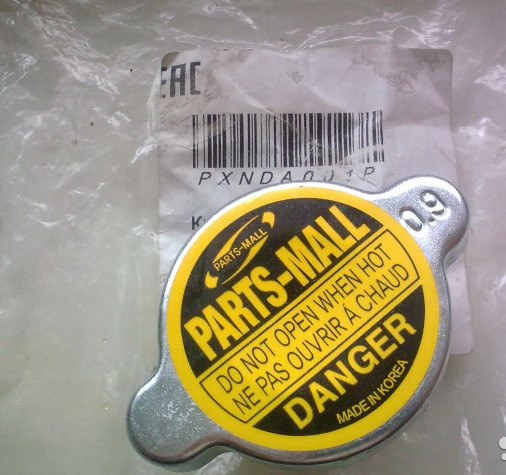 EAC
PXNDA001P
K
0.9
PARTS-MALL
PARTS-MALL
DO NOT OPEN WHEN HOT
NE PAS OUVRIR À CHAUD
DANGER
MADE IN KOREA